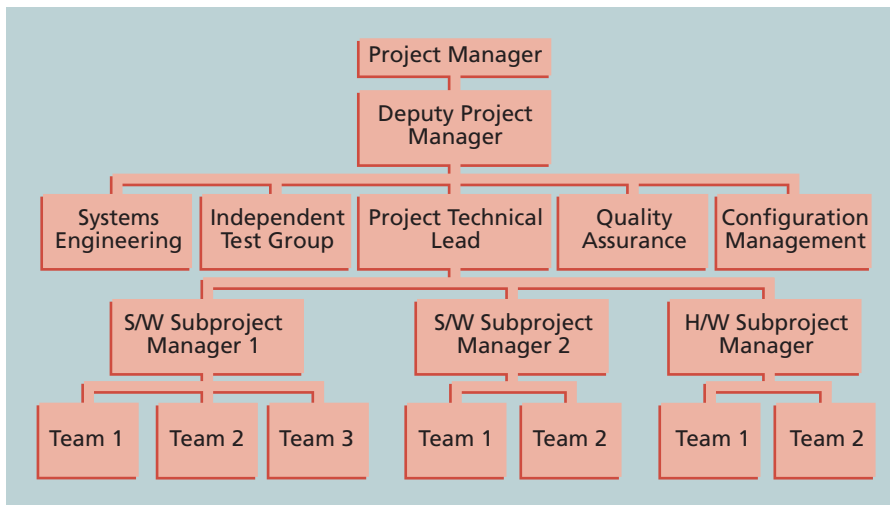 Project Manager
Deputy Project
Manager
Systems
Engineering
Independent
Test Group
Project Technical
Lead
Quality
Assurance
Configuration
Management
S/W Subproject
Manager 1
S/W Subproject
Manager 2
H/W Subproject
Manager
Team 1
Team 2
Team 3
Team 1
Team 2
Team 1
Team 2